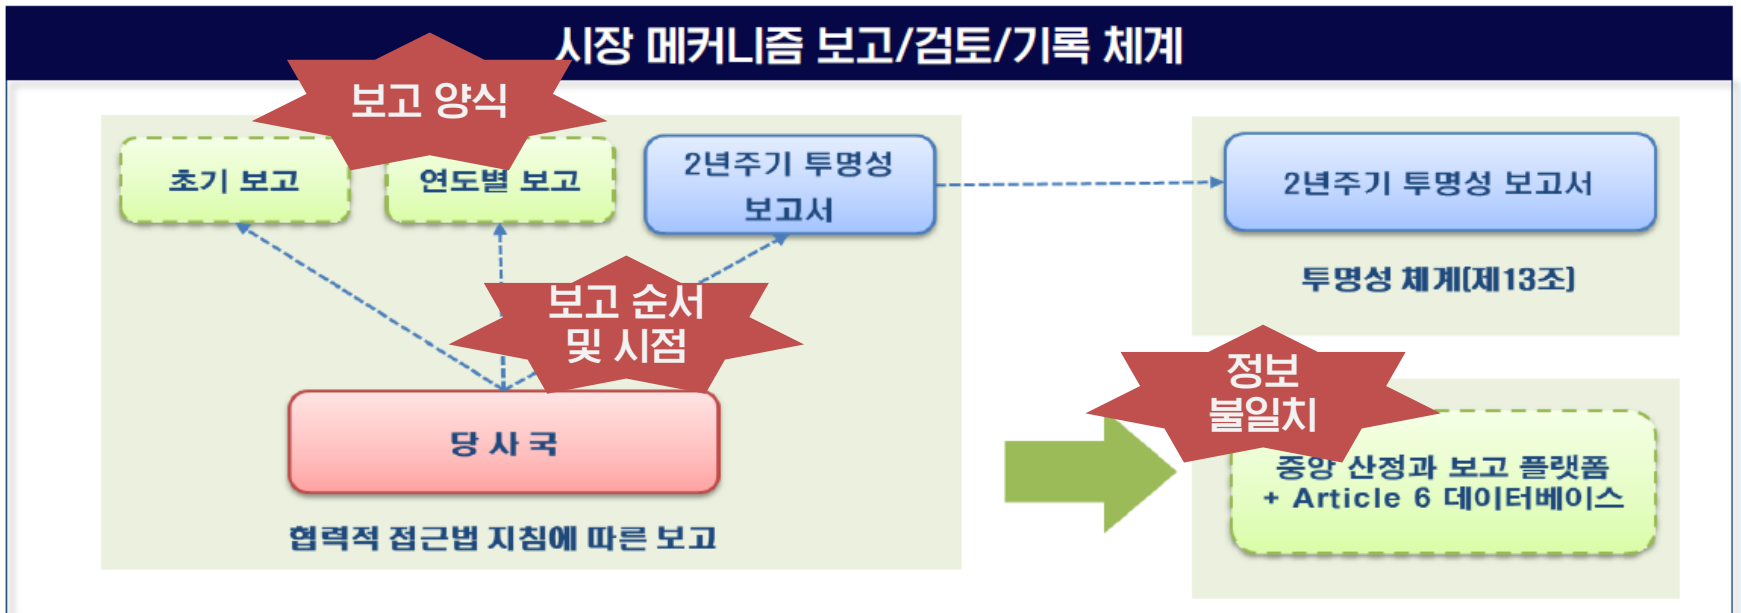 시장 메커니즘 보고/검토/기록 체계
보고 양식
초기 보고
연도별 보고
2년주기 투명성
보고서
2년주기 투명성 보고서
투명성 체계(제13조)
보고 순서
및 시점
당 사 국
협력적 접근법 지침에 따른 보고
정보
불일치
중앙 산정과 보고 플랫폼
+ Article 6 데이터베이스